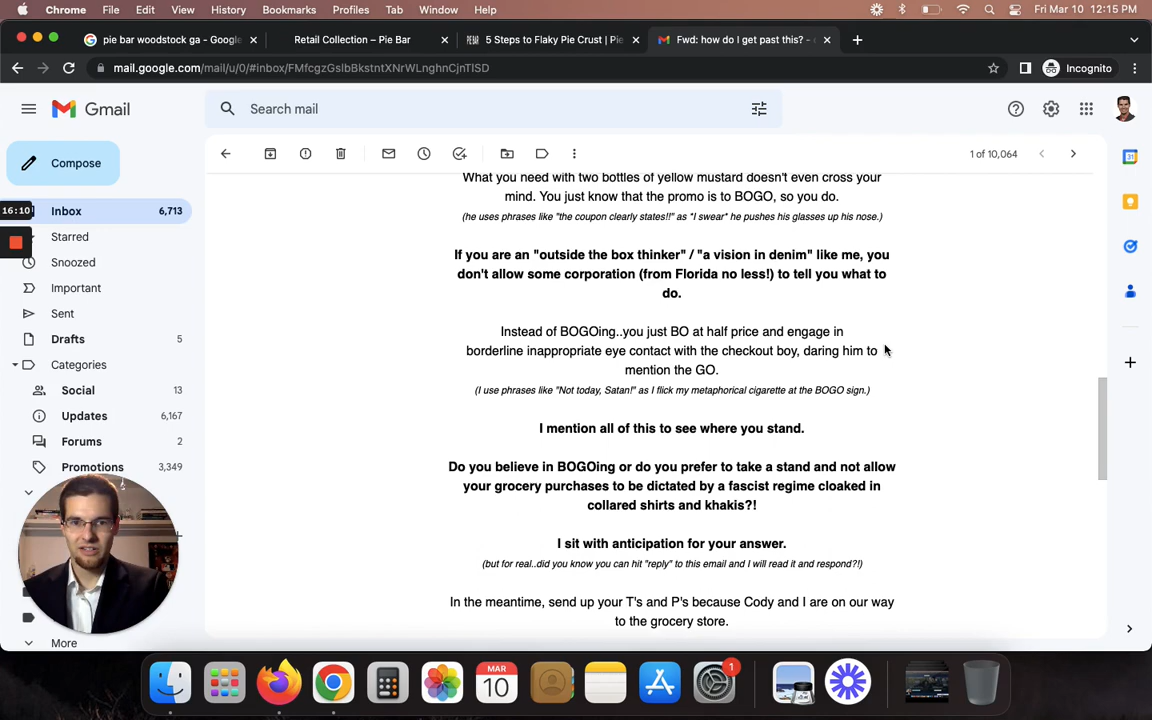 Chrome File Edit View History Bookmarks Profiles Tab Window Help Fri Mar 10 12:15 PM
pie bar woodstock ga - Google Retail Collection – Pie Bar 5 Steps to Flaky Pie Crust | Pie Fwd: how do I get past this? -
mail.google.com/mail/u/0/#inbox/FMfcgzGslbBkstntXNrWLnghnCjnTlSD Incognito
Gmail Search mail
Compose 1 of 10,064
What you need with two bottles of yellow mustard doesn't even cross your
mind. You just know that the promo is to BOGO, so you do.
(he uses phrases like "the coupon clearly states!!" as *I swear* he pushes his glasses up his nose.)
If you are an "outside the box thinker" / "a vision in denim" like me, you
don't allow some corporation (from Florida no less!) to tell you what to
do.
Instead of BOGOing..you just BO at half price and engage in
borderline inappropriate eye contact with the checkout boy, daring him to
mention the GO.
(I use phrases like "Not today, Satan!" as I flick my metaphorical cigarette at the BOGO sign.)
I mention all of this to see where you stand.
Do you believe in BOGOing or do you prefer to take a stand and not allow
your grocery purchases to be dictated by a fascist regime cloaked in
collared shirts and khakis?!
I sit with anticipation for your answer.
(but for real..did you know you can hit "reply" to this email and I will read it and respond?!)
In the meantime, send up your T's and P's because Cody and I are on our way
to the grocery store.
16:10 Inbox 6,713
Starred
Snoozed
Important
Sent
Drafts 5
Categories
Social 13
Updates 6,167
Forums 2
Promotions 3,349
More
MAR
10
1
31